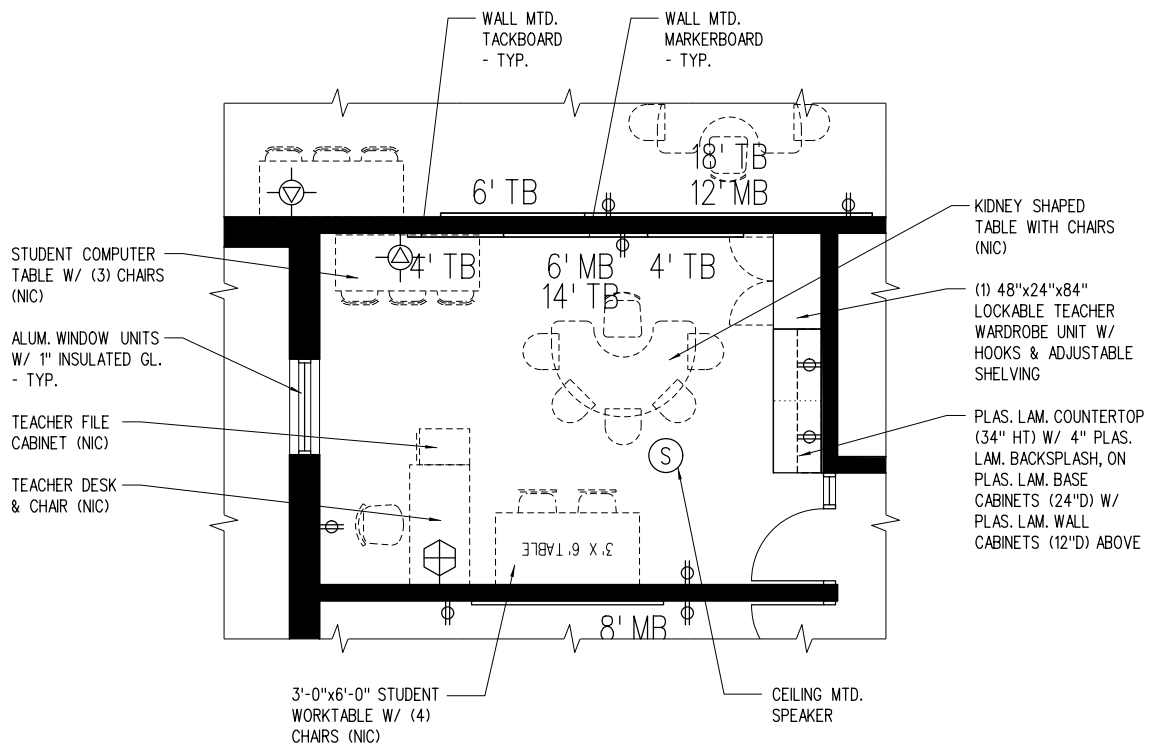 WALL MTD.
TACKBOARD
- TYP.
WALL MTD.
MARKERBOARD
- TYP.
18' TB
6' TB
12' MB
KIDNEY SHAPED
TABLE WITH CHAIRS
(NIC)
STUDENT COMPUTER
TABLE W/ (3) CHAIRS
(NIC)
4' TB
6' MB
4' TB
14' TB
(1) 48"x24"x84"
LOCKABLE TEACHER
WARDROBE UNIT W/
HOOKS & ADJUSTABLE
SHELVING
ALUM. WINDOW UNITS
W/ 1" INSULATED GL.
- TYP.
TEACHER FILE
CABINET (NIC)
PLAS. LAM. COUNTERTOP
(34" HT) W/ 4" PLAS.
LAM. BACKSPLASH, ON
PLAS. LAM. BASE
CABINETS (24"D) W/
PLAS. LAM. WALL
CABINETS (12"D) ABOVE
S
TEACHER DESK
& CHAIR (NIC)
3' X 6' TABLE
8' MB
3'-0"x6'-0" STUDENT
WORKTABLE W/ (4)
CHAIRS (NIC)
CEILING MTD.
SPEAKER